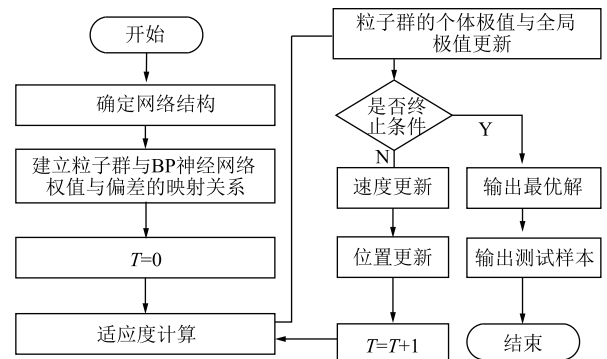 开始
确定网络结构
建立粒子群与BP神经网络
权值与偏差的映射关系
T=0
适应度计算
粒子群的个体极值与全局
极值更新
是否终
止条件
N
Y
速度更新
位置更新
T=T+1
输出最优解
输出测试样本
结束